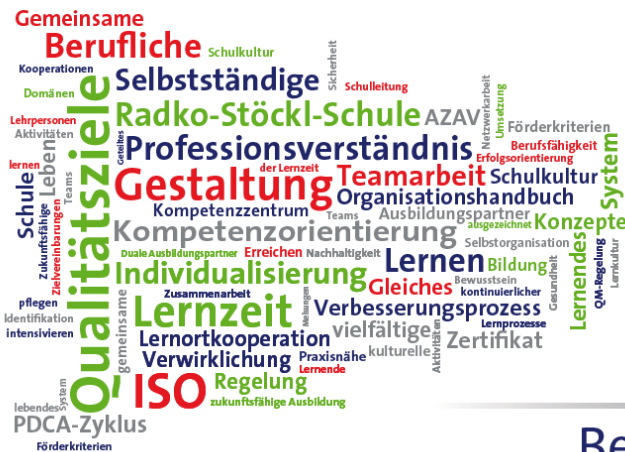 Gemeinsame
Berufliche
Schulkultur
Sicherheit
Kooperationen
Selbstständige
Schulleitung
Domänen
Qualitätsziele
Radko-Stöckl-Schule
AZAV
Netzwerkarbeit
Umsetzung
Förderkriterien
Lehrpersonen
Aktivitäten
Geteiltes
Professionsverständnis
Berufsfähigkeit
Erfolgsorientierung
System
lernen
Leben
Schule
Teams
der Lernzeit
Gestaltung
Teamarbeit
Schulkultur
Zukunftsfähige
Zielvereinbarungen
Organisationshandbuch
Kompetenzzentrum
Teams
Ausbildungspartner
ausgezeichnet
Konzepte
Kompetenzorientierung
Selbstorganisation
Duale Ausbildungspartner
Erreichen
Nachhaltigkeit
Lernen
Bildung
Gesundheit
Lernendes
QM-Regelung
Lernkultur
Individualisierung
Gleiches
Bewusstsein
kontinuierlicher
Zusammenarbeit
pflegen
gemeinsame
Lernzeit
Verbesserungsprozess
Identifikation
intensivieren
vielfältige
Lernprozesse
Lernortkooperation
Aktivitäten
Zertifikat
Verwirklichung
Praxisnähe
kulturelle
Lernende
ISO
Regelung
System
zukunftsfähige Ausbildung
lebendes
PDCA-Zyklus
Förderkriterien
Be